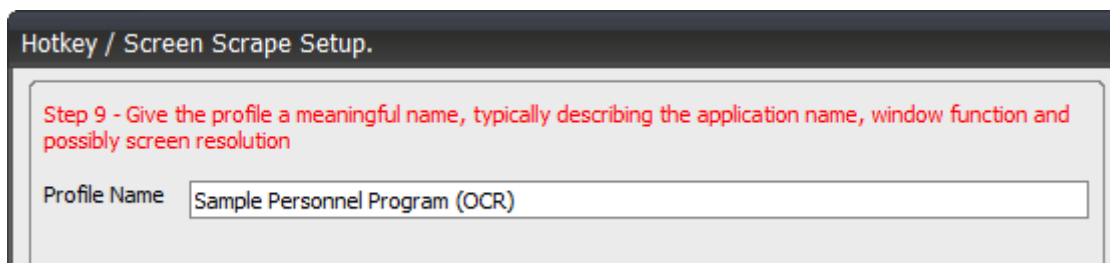 Hotkey / Screen Scrape Setup.
Step 9 - Give the profile a meaningful name, typically describing the application name, window function and
possibly screen resolution
Profile Name Sample Personnel Program (OCR)